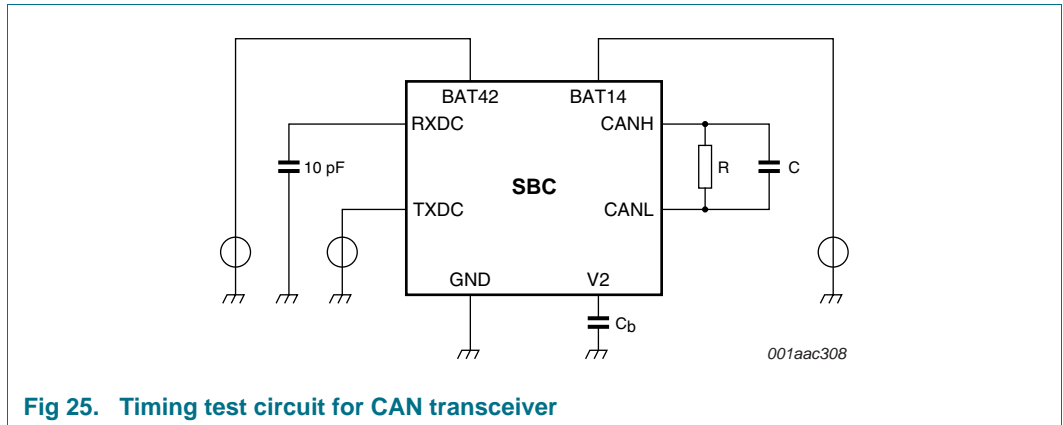 BAT42 BAT14
RXDC CANH
10 pF R C
SBC
TXDC CANL
GND V2
Cb
001aac308
Fig 25. Timing test circuit for CAN transceiver